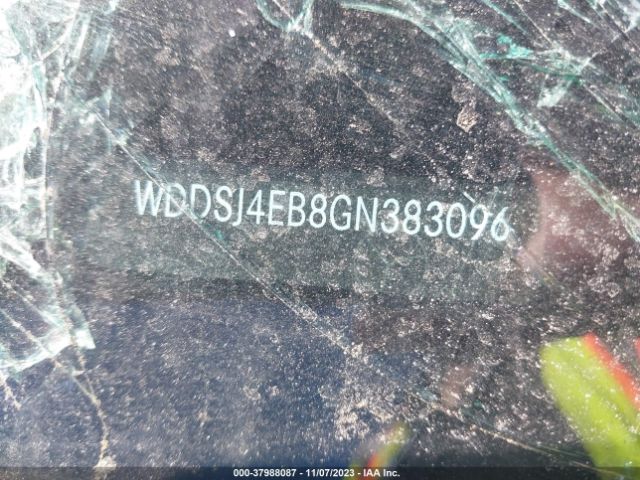 WDDSJ4EB8GN383096
000-37988087 - 11/07/2023 - IAA Inc.